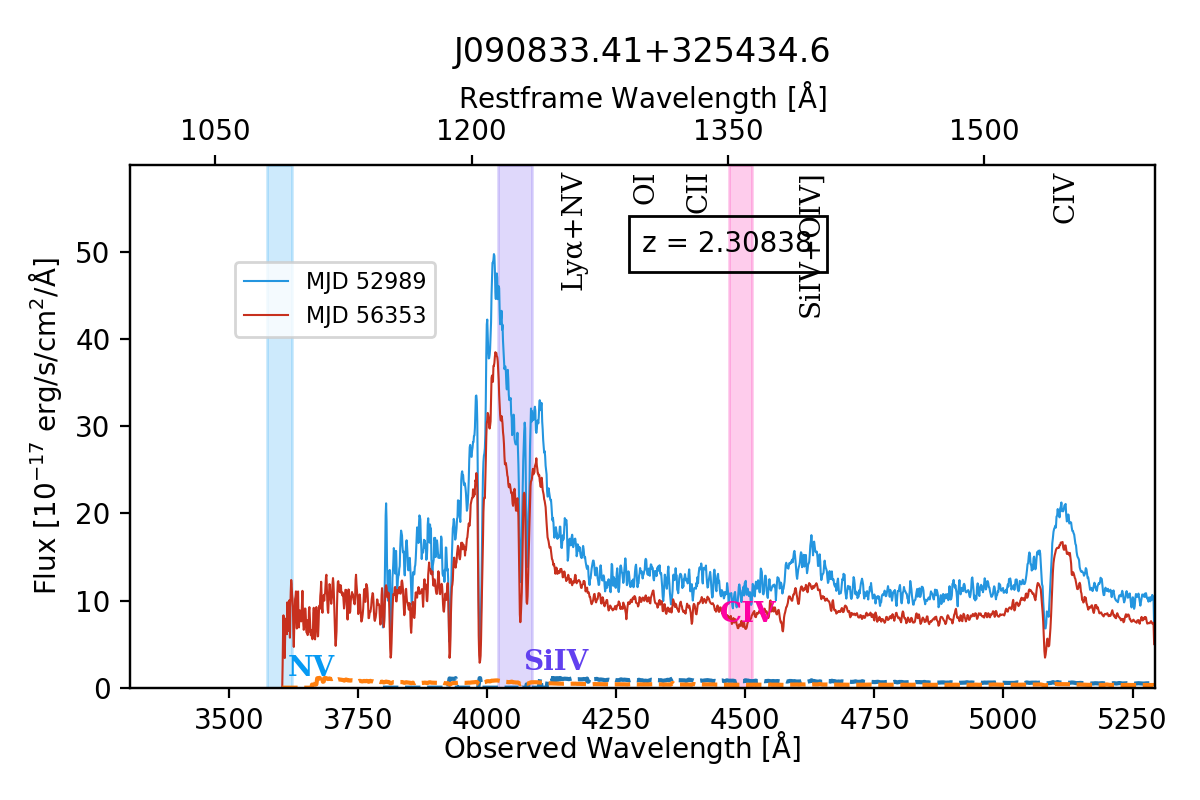 J090833.41+325434.6
Restframe Wavelength [Å]
1050 1200 1350 1500
Lyα+NV
OI
CII
SiIV+OIV]
CIV
z = 2.30838
MJD 52989
MJD 56353
50
40
30
20
10
0
Flux [10⁻¹⁷ erg/s/cm²/Å]
NV
SiIV
CIV
3500 3750 4000 4250 4500 4750 5000 5250
Observed Wavelength [Å]